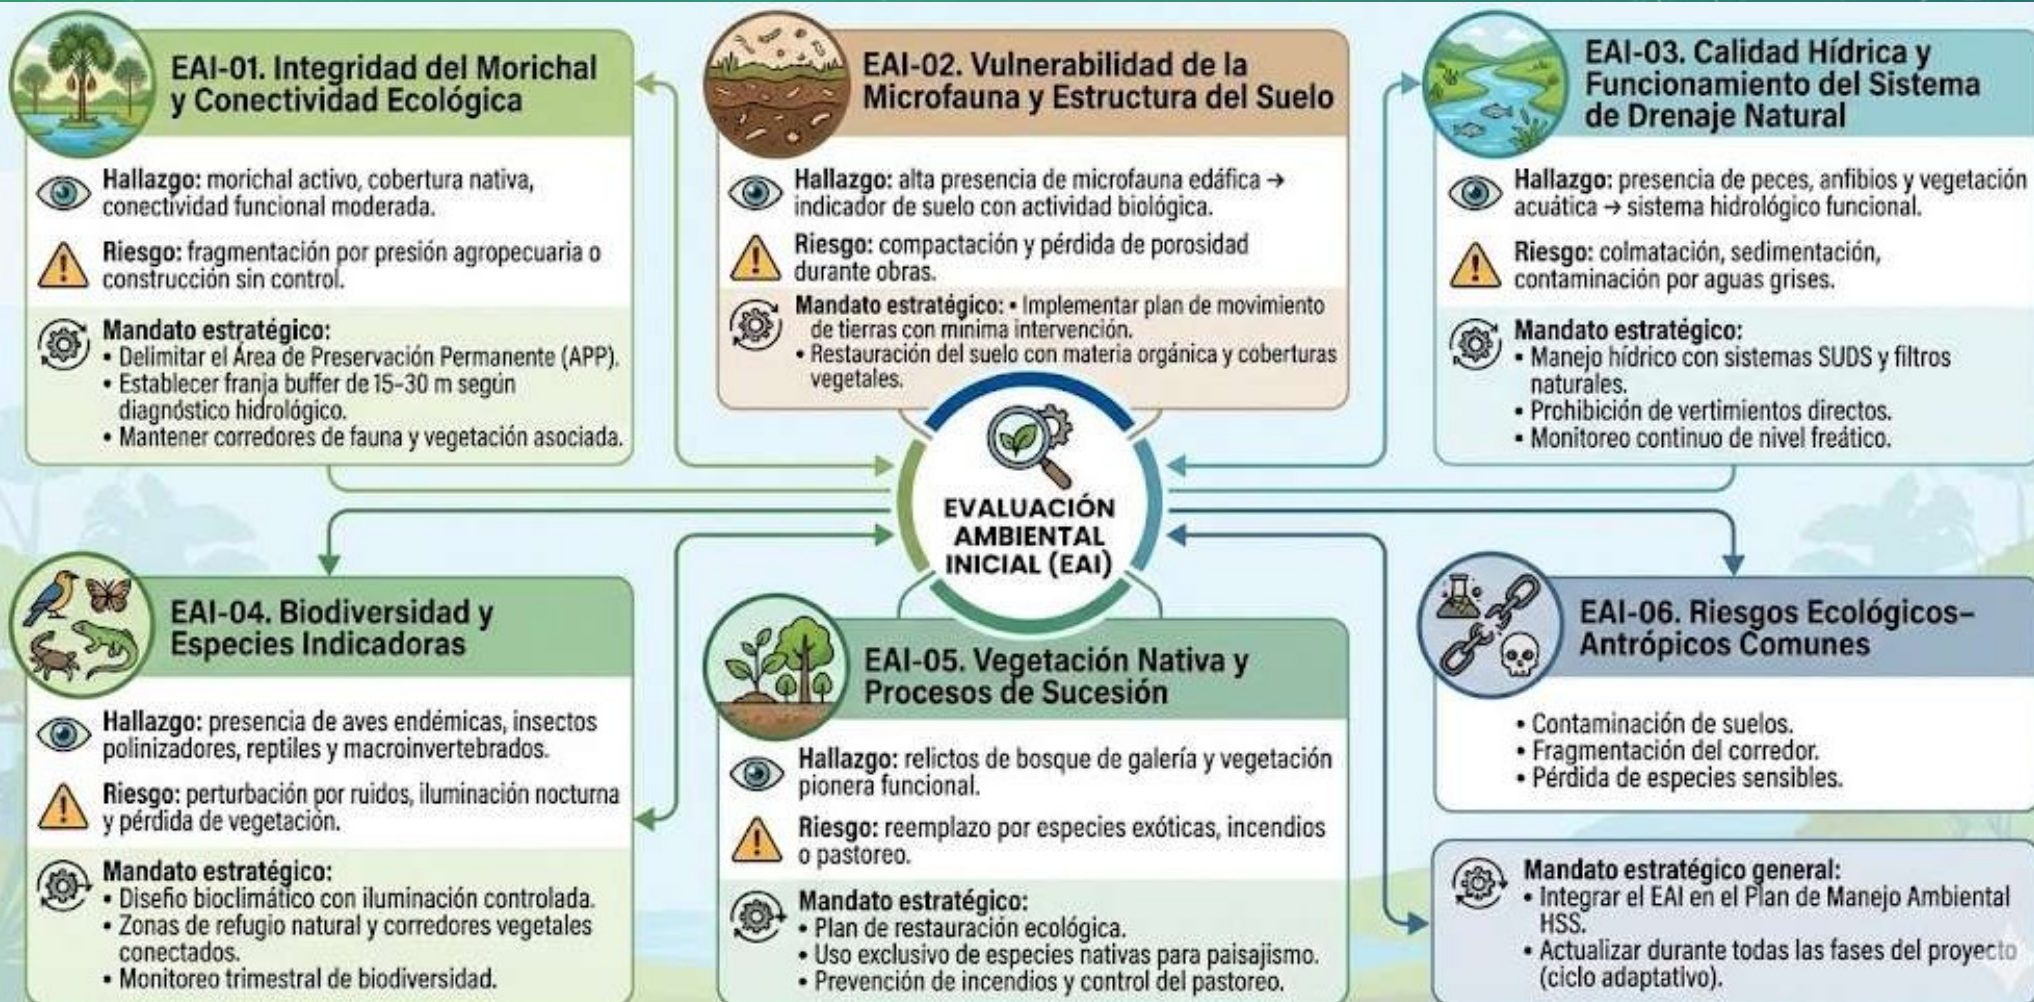 EAI-01. Integridad del Morichal
y Conectividad Ecológica
Hallazgo: morichal activo, cobertura nativa,
conectividad funcional moderada.
Riesgo: fragmentación por presión agropecuaria o
construcción sin control.
Mandato estratégico:
• Delimitar el Área de Preservación Permanente (APP).
• Establecer franja buffer de 15–30 m según
diagnóstico hidrológico.
• Mantener corredores de fauna y vegetación asociada.
EAI-02. Vulnerabilidad de la
Microfauna y Estructura del Suelo
Hallazgo: alta presencia de microfauna edáfica →
indicador de suelo con actividad biológica.
Riesgo: compactación y pérdida de porosidad
durante obras.
Mandato estratégico: • Implementar plan de movimiento
de tierras con mínima intervención.
• Restauración del suelo con materia orgánica y coberturas
vegetales.
EAI-03. Calidad Hídrica y
Funcionamiento del Sistema
de Drenaje Natural
Hallazgo: presencia de peces, anfibios y vegetación
acuática → sistema hidrológico funcional.
Riesgo: colmatación, sedimentación,
contaminación por aguas grises.
Mandato estratégico:
• Manejo hídrico con sistemas SUDS y filtros
naturales.
• Prohibición de vertimientos directos.
• Monitoreo continuo de nivel freático.
EVALUACIÓN
AMBIENTAL
INICIAL (EAI)
EAI-04. Biodiversidad y
Especies Indicadoras
Hallazgo: presencia de aves endémicas, insectos
polinizadores, reptiles y macroinvertebrados.
Riesgo: perturbación por ruidos, iluminación nocturna
y pérdida de vegetación.
Mandato estratégico:
• Diseño bioclimático con iluminación controlada.
• Zonas de refugio natural y corredores vegetales
conectados.
• Monitoreo trimestral de biodiversidad.
EAI-05. Vegetación Nativa y
Procesos de Sucesión
Hallazgo: relictos de bosque de galería y vegetación
pionera funcional.
Riesgo: reemplazo por especies exóticas, incendios
o pastoreo.
Mandato estratégico:
• Plan de restauración ecológica.
• Uso exclusivo de especies nativas para paisajismo.
• Prevención de incendios y control del pastoreo.
EAI-06. Riesgos Ecológicos–
Antrópicos Comunes
• Contaminación de suelos.
• Fragmentación del corredor.
• Pérdida de especies sensibles.
Mandato estratégico general:
• Integrar el EAI en el Plan de Manejo Ambiental
HSS.
• Actualizar durante todas las fases del proyecto
(ciclo adaptativo).